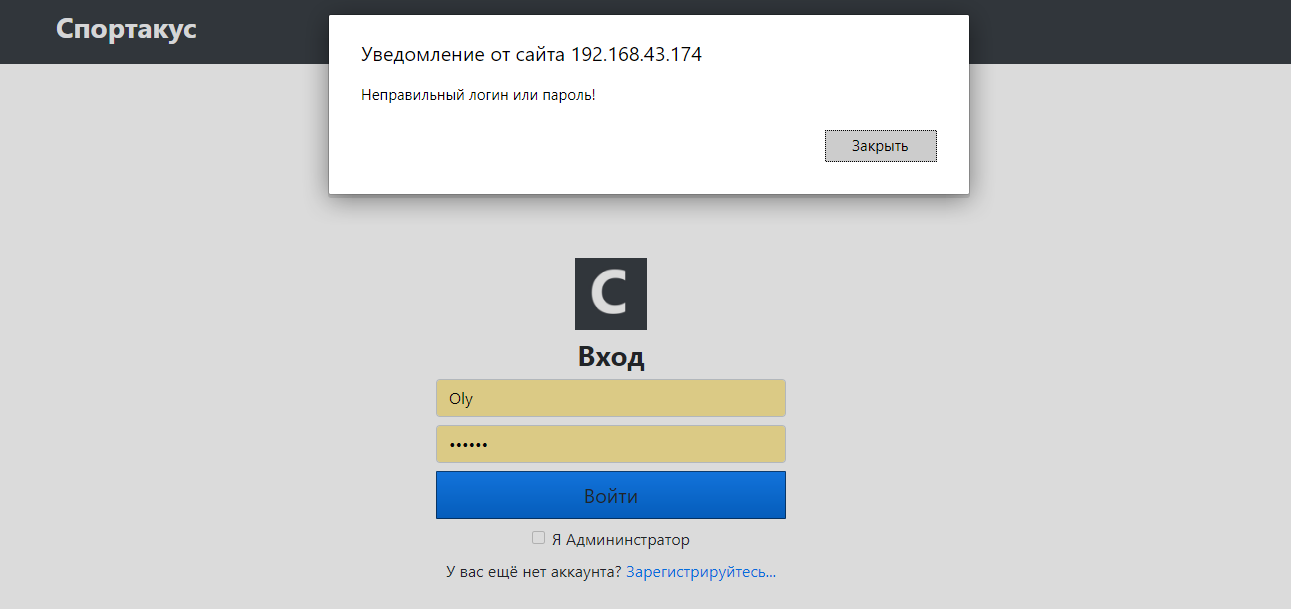 Спортакус
Уведомление от сайта 192.168.43.174
Неправильный логин или пароль!
Закрыть
С
Вход
Oly
••••••
Войти
Я Админинстратор
У вас ещё нет аккаунта? Зарегистрируйтесь...